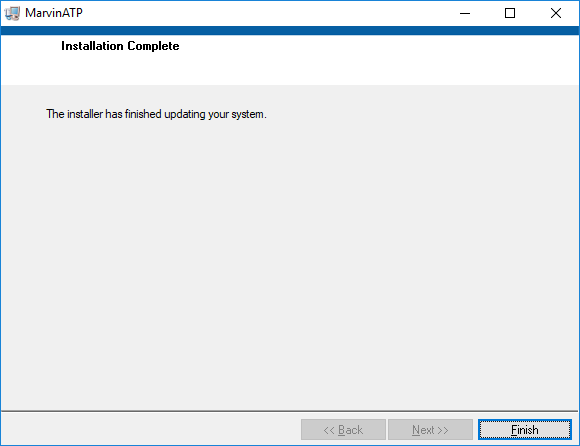 MarvinATP
Installation Complete
The installer has finished updating your system.
<< Back
Next >>
Finish